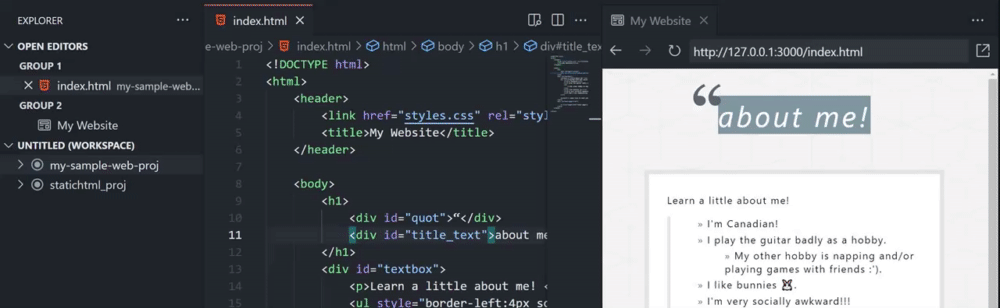 EXPLORER
OPEN EDITORS
GROUP 1
index.html my-sample-web...
GROUP 2
My Website
UNTITLED (WORKSPACE)
my-sample-web-proj
statichtml_proj
index.html
e-web-proj > index.html > html > body > h1 > div#title_tex
1 <!DOCTYPE html>
2 <html>
3 <header>
4 <link href="styles.css" rel="styl
5 <title>My Website</title>
6 </header>
7
8 <body>
9 <h1>
10 <div id="quot">“</div>
11 <div id="title_text">about me
12 </h1>
13 <div id="textbox">
14 <p>Learn a little about me! <
15 <ul style="border-left:4px so
My Website
http://127.0.0.1:3000/index.html
“
about me!
Learn a little about me!
» I'm Canadian!
» I play the guitar badly as a hobby.
» My other hobby is napping and/or
playing games with friends :').
» I like bunnies 🐰.
» I'm very socially awkward!!!